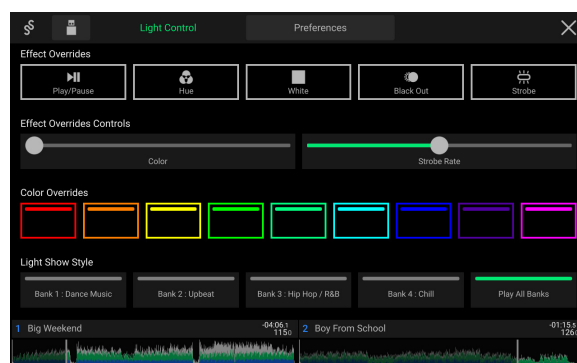 Light Control
Preferences
Effect Overrides
Play/Pause
Hue
White
Black Out
Strobe
Effect Overrides Controls
Color
Strobe Rate
Color Overrides
Light Show Style
Bank 1 : Dance Music
Bank 2 : Upbeat
Bank 3 : Hip Hop / R&B
Bank 4 : Chill
Play All Banks
1 Big Weekend
-04:06.1
115.0
2 Boy From School
-01:15.5